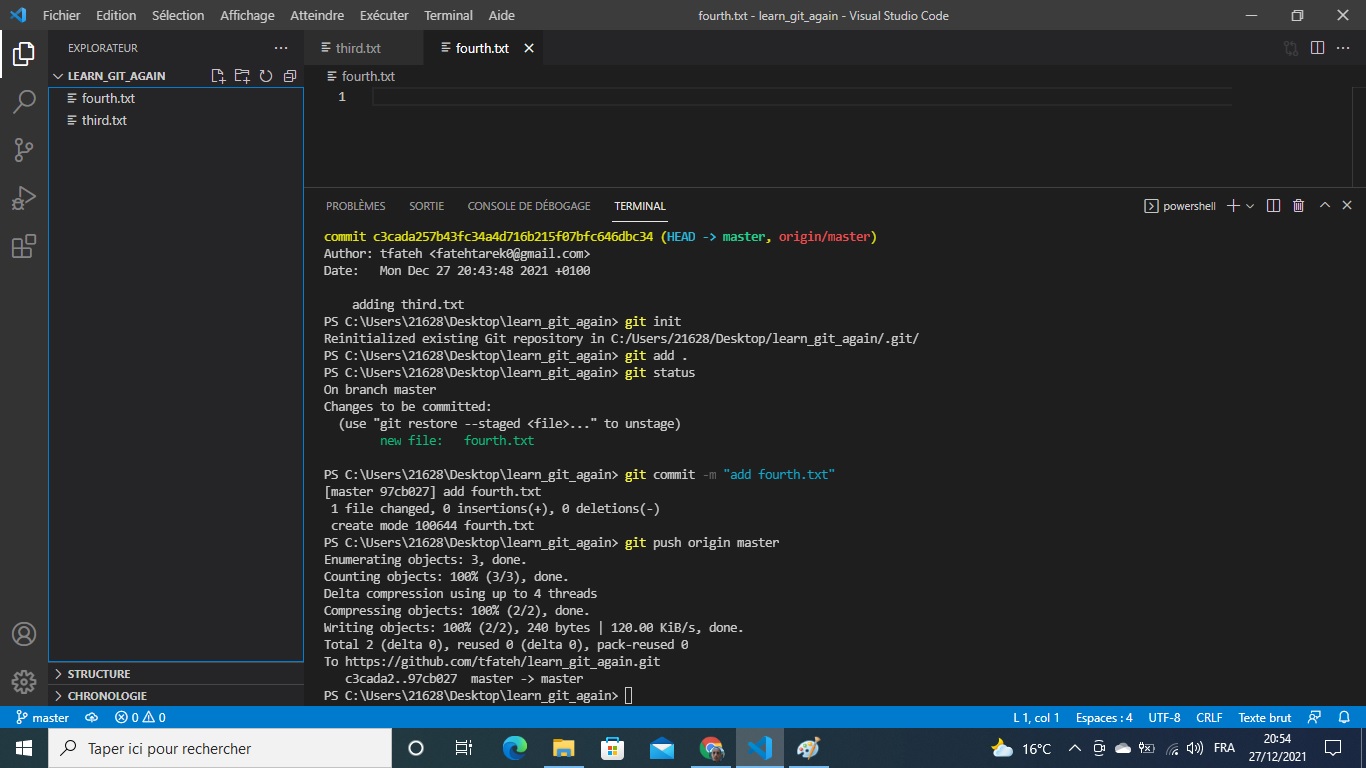 Fichier Edition Sélection Affichage Atteindre Exécuter Terminal Aide
fourth.txt - learn_git_again - Visual Studio Code
EXPLORATEUR
LEARN_GIT_AGAIN
fourth.txt
third.txt
STRUCTURE
CHRONOLOGIE
third.txt
fourth.txt
fourth.txt
1
PROBLÈMES SORTIE CONSOLE DE DÉBOGAGE TERMINAL
powershell
commit c3cada257b43fc34a4d716b215f07bfc646dbc34 (HEAD -> master, origin/master)
Author: tfateh <fatehtarek0@gmail.com>
Date:   Mon Dec 27 20:43:48 2021 +0100
    adding third.txt
PS C:\Users\21628\Desktop\learn_git_again> git init
Reinitialized existing Git repository in C:/Users/21628/Desktop/learn_git_again/.git/
PS C:\Users\21628\Desktop\learn_git_again> git add .
PS C:\Users\21628\Desktop\learn_git_again> git status
On branch master
Changes to be committed:
  (use "git restore --staged <file>..." to unstage)
        new file:   fourth.txt
PS C:\Users\21628\Desktop\learn_git_again> git commit -m "add fourth.txt"
[master 97cb027] add fourth.txt
 1 file changed, 0 insertions(+), 0 deletions(-)
 create mode 100644 fourth.txt
PS C:\Users\21628\Desktop\learn_git_again> git push origin master
Enumerating objects: 3, done.
Counting objects: 100% (3/3), done.
Delta compression using up to 4 threads
Compressing objects: 100% (2/2), done.
Writing objects: 100% (2/2), 240 bytes | 120.00 KiB/s, done.
Total 2 (delta 0), reused 0 (delta 0), pack-reused 0
To https://github.com/tfateh/learn_git_again.git
   c3cada2..97cb027  master -> master
PS C:\Users\21628\Desktop\learn_git_again>
master 0 0
L 1, col 1 Espaces : 4 UTF-8 CRLF Texte brut
Taper ici pour rechercher
16°C
FRA
20:54
27/12/2021